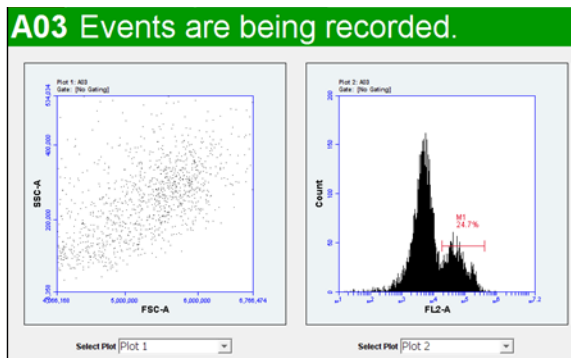 A03 Events are being recorded.
Plot 1: A03
Gate: [No Gating]
SSC-A
400,000
200,000
5,000,000
6,000,000
6,766,474
FSC-A
Select Plot Plot 1
Plot 2: A03
Gate: [No Gating]
Count
200
150
100
50
0
M1
24.7%
FL2-A
Select Plot Plot 2